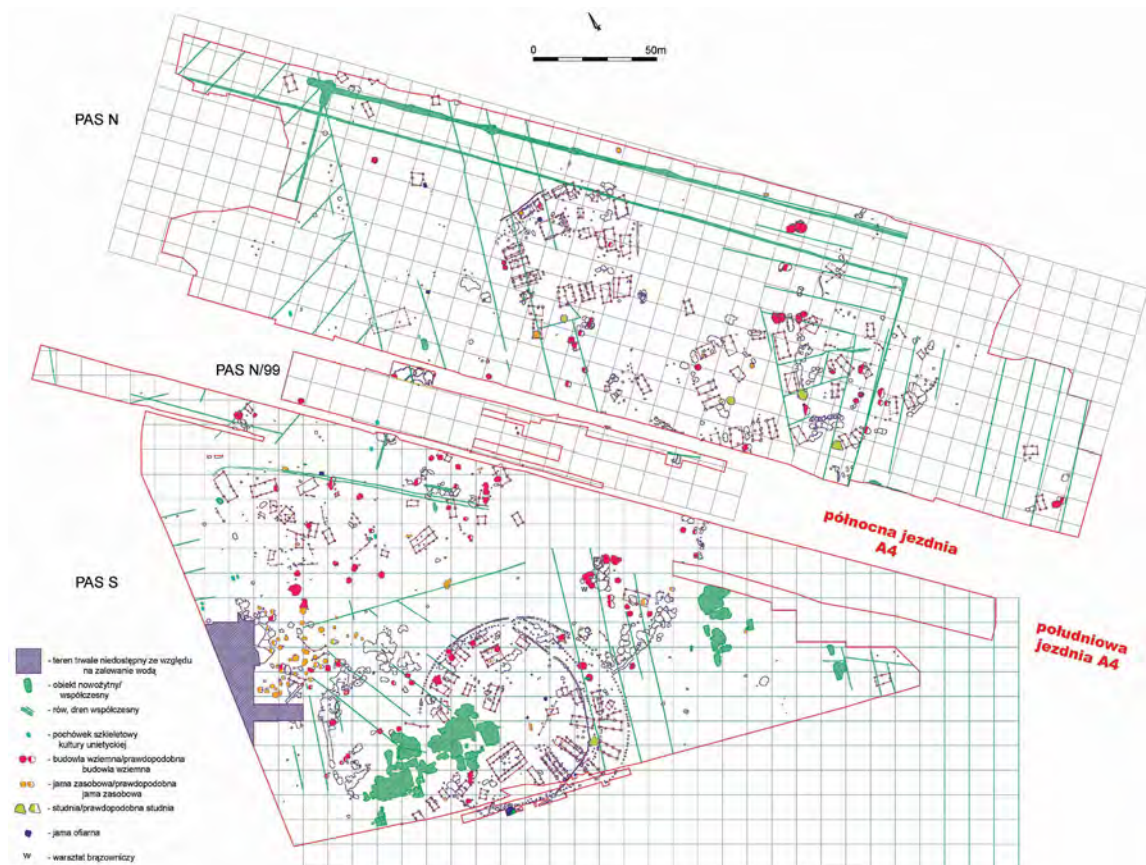 0 50m
PAS N
PAS N/99
północna jezdnia
A4
PAS S
południowa
jezdnia A4
- teren trwale niedostępny ze względu
na zalewanie wodą
- obiekt nowożytny/
współczesny
- rów, dren współczesny
- pochówek szkieletowy
kultury unietyckiej
- budowla wziemna/prawdopodobna
budowla wziemna
- jama zasobowa/prawdopodobna
jama zasobowa
- studnia/prawdopodobna studnia
- jama ofiarna
w - warsztat brązowniczy
w